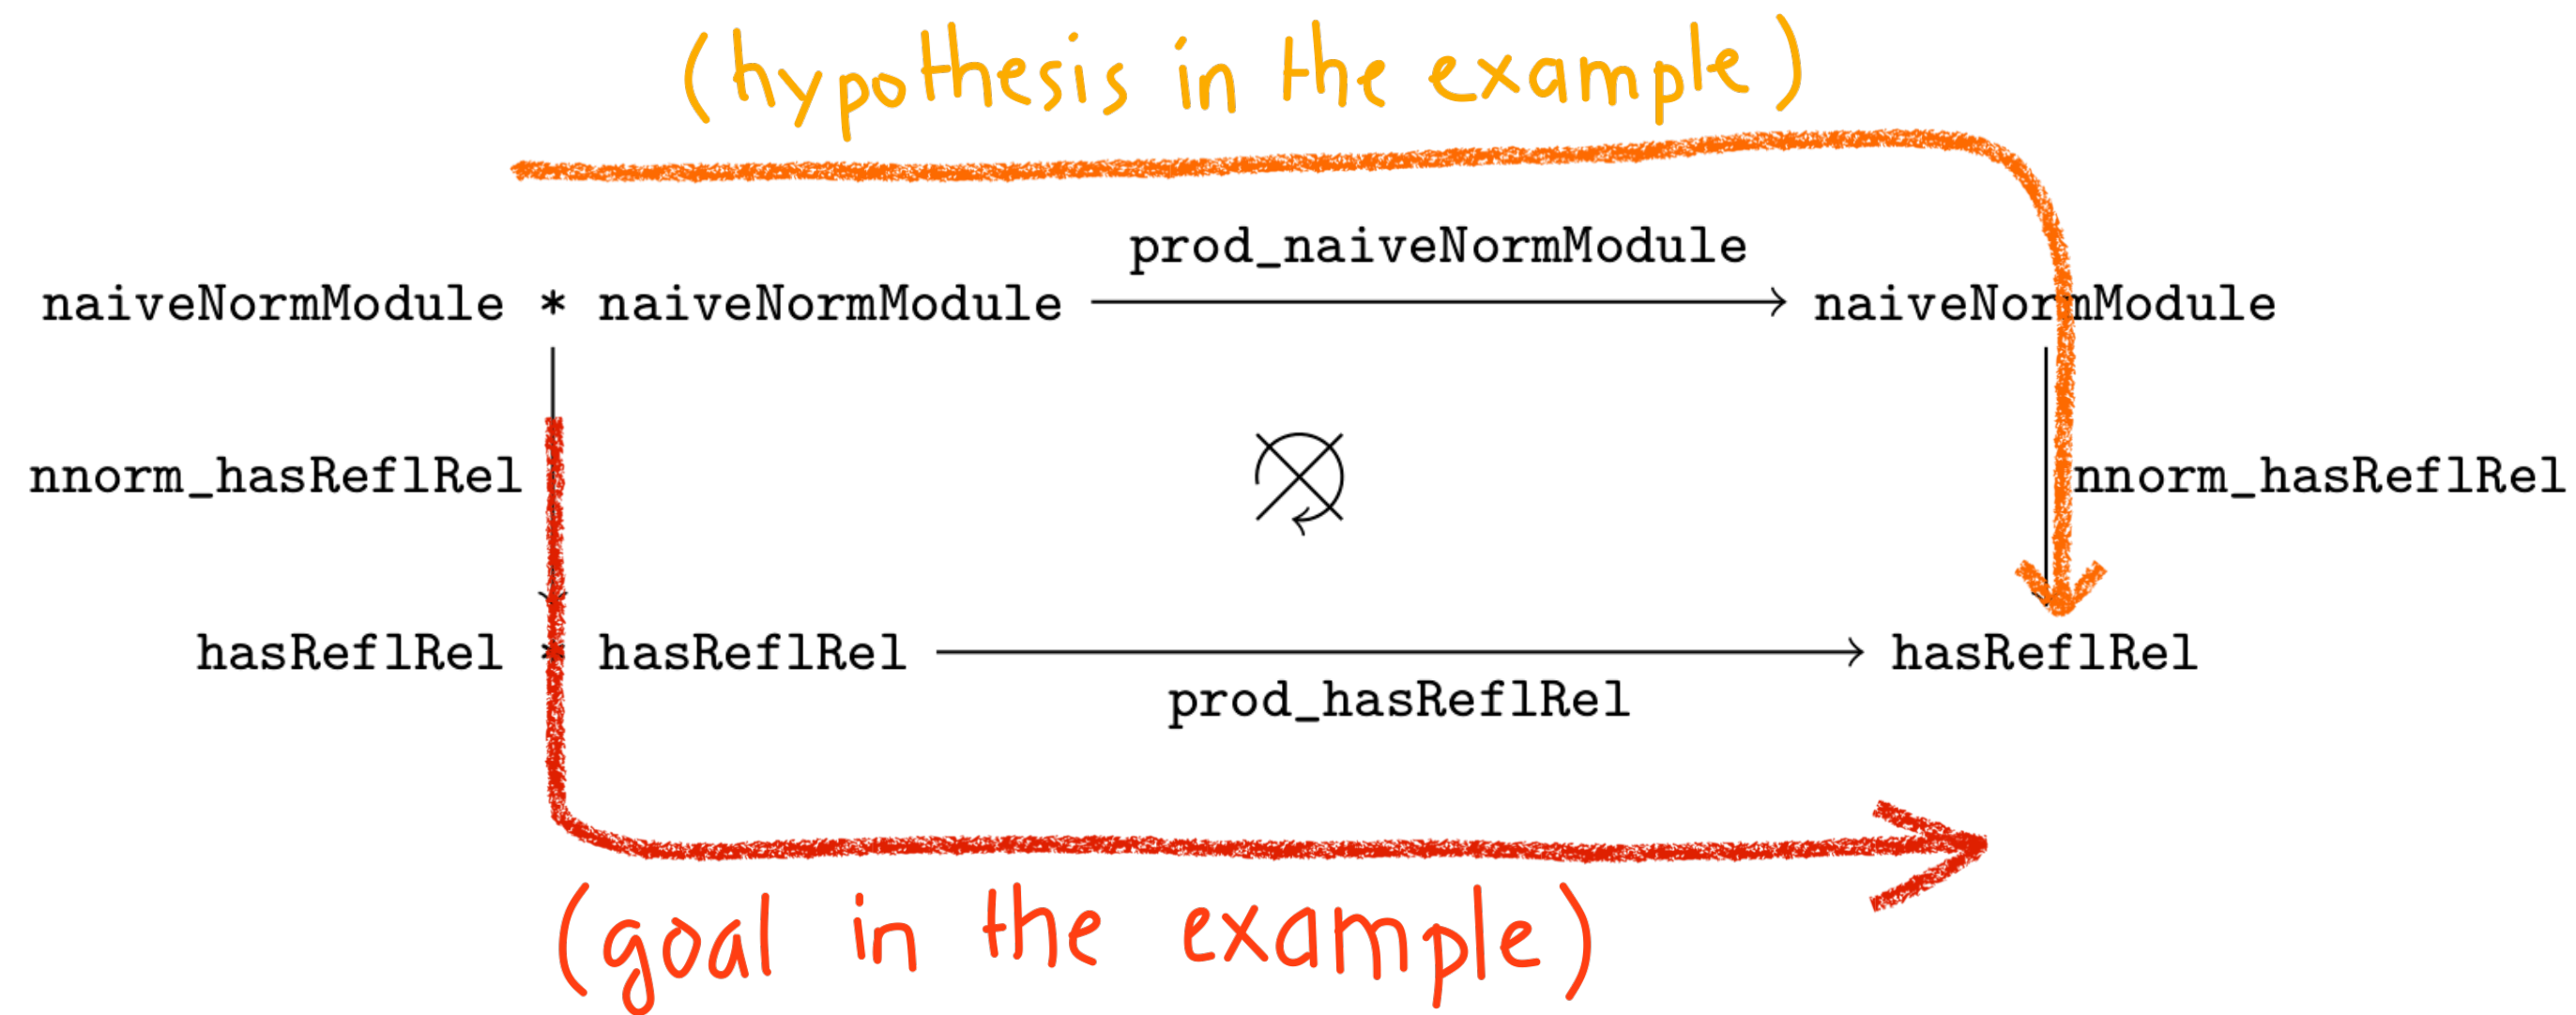 (hypothesis in the example)
prod_naiveNormModule
naiveNormModule * naiveNormModule
naiveNormModule
nnorm_hasReflRel
nnorm_hasReflRel
hasReflRel * hasReflRel
hasReflRel
prod_hasReflRel
(goal in the example)